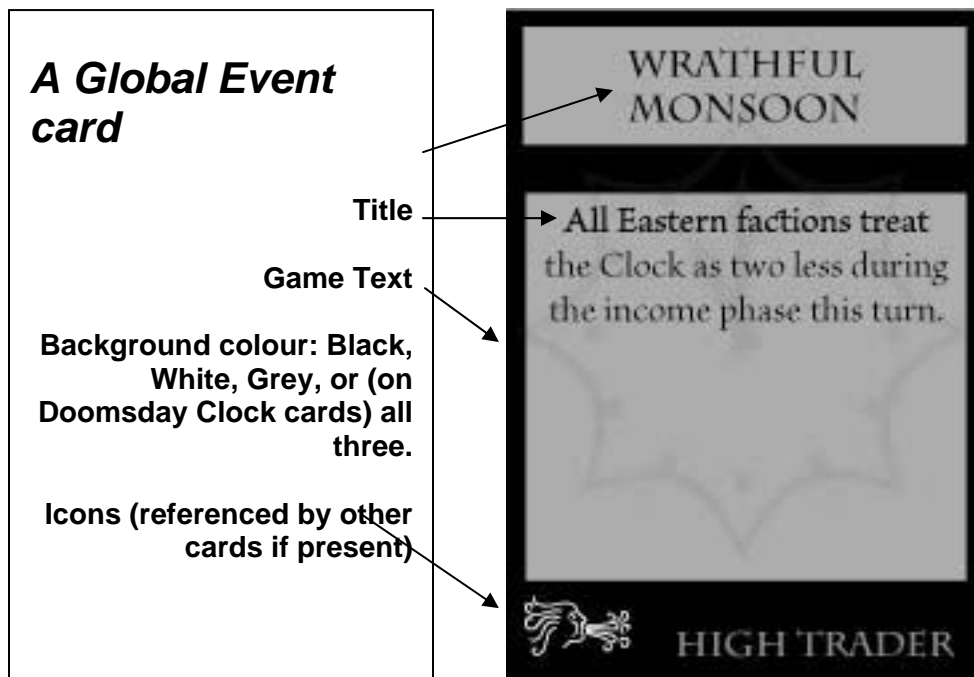 A Global Event
card
Title
Game Text
Background colour: Black,
White, Grey, or (on
Doomsday Clock cards) all
three.
Icons (referenced by other
cards if present)
WRATHFUL
MONSOON
All Eastern factions treat
the Clock as two less during
the income phase this turn.
HIGH TRADER